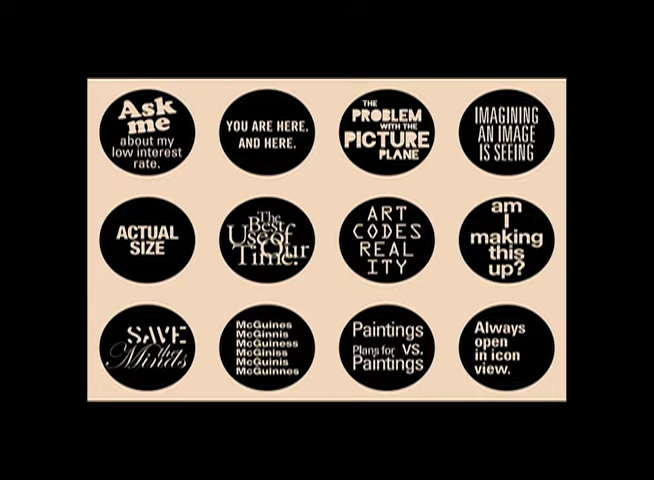 Ask
me
about my
low interest
rate.
YOU ARE HERE.
AND HERE.
THE
PROBLEM
WITH THE
PICTURE
PLANE
IMAGINING
AN IMAGE
IS SEEING
ACTUAL
SIZE
The
Best
Use of
Our
Time.
ART
CODES
REAL
ITY
am
I
making
this
up?
SAVE
the
Minds
McGuines
McGinnis
McGuiness
McGiniss
McGuinis
McGuinnes
Paintings
Plans for VS.
Paintings
Always
open
in icon
view.